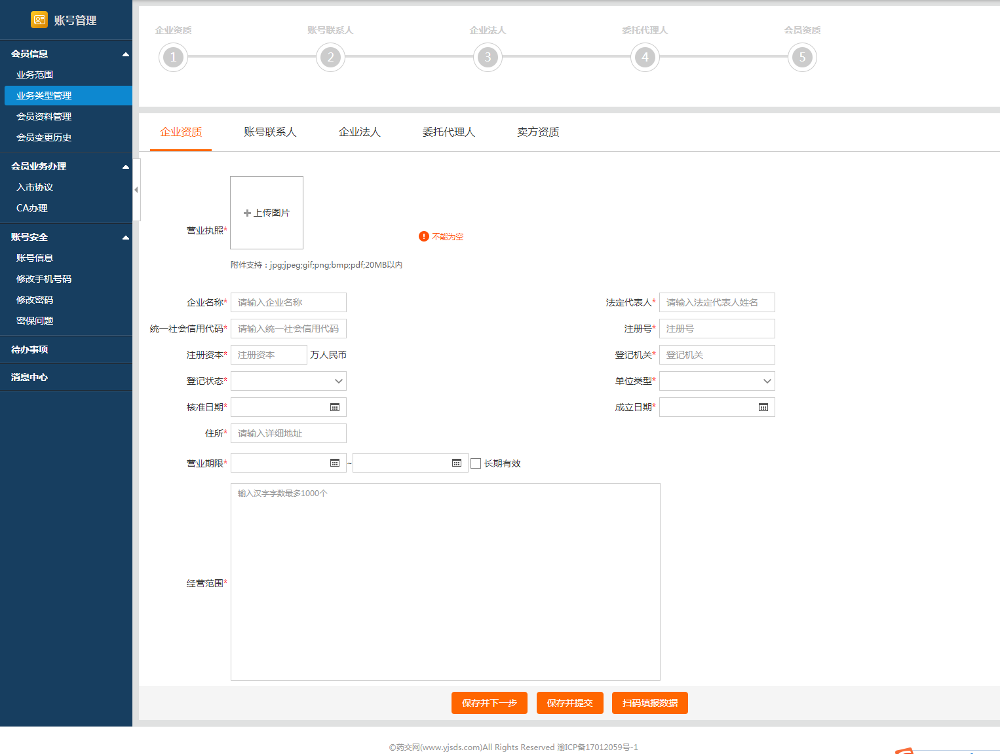 账号管理
会员信息
业务范围
业务类型管理
会员资料管理
会员变更历史
会员业务办理
入市协议
CA办理
账号安全
账号信息
修改手机号码
修改密码
密保问题
待办事项
消息中心
企业资质 账号联系人 企业法人 委托代理人 会员资质
1 2 3 4 5
企业资质 账号联系人 企业法人 委托代理人 卖方资质
上传图片
营业执照* 不能为空
附件支持：jpg;jpeg;gif;png;bmp;pdf;20MB以内
企业名称* 请输入企业名称 法定代表人* 请输入法定代表人姓名
统一社会信用代码* 请输入统一社会信用代码 注册号* 注册号
注册资本* 注册资本 万人民币 登记机关* 登记机关
登记状态* 单位类型*
核准日期* 成立日期*
住所* 请输入详细地址
营业期限* ~ 长期有效
输入汉字字数最多1000个
经营范围*
保存并下一步 保存并提交 扫码填报数据
©药交网(www.yjsds.com)All Rights Reserved 渝ICP备17012059号-1